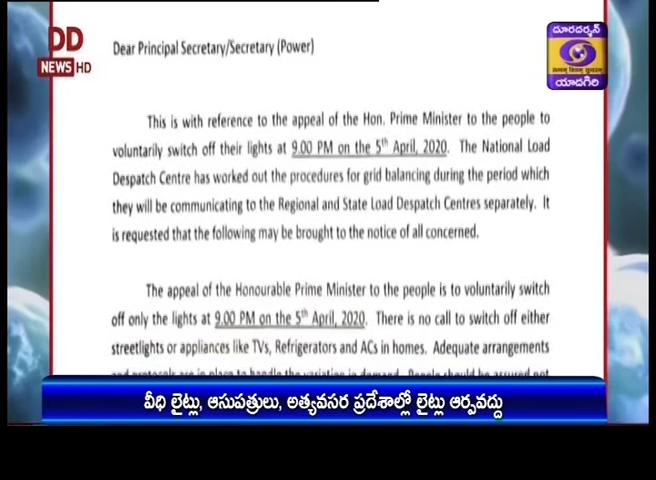 DD
NEWS HD
దూరదర్శన్
యాదగిరి
Dear Principal Secretary/Secretary (Power)
This is with reference to the appeal of the Hon. Prime Minister to the people to
voluntarily switch off their lights at 9.00 PM on the 5th April, 2020. The National Load
Despatch Centre has worked out the procedures for grid balancing during the period which
they will be communicating to the Regional and State Load Despatch Centres separately. It
is requested that the following may be brought to the notice of all concerned.
The appeal of the Honourable Prime Minister to the people is to voluntarily switch
off only the lights at 9.00 PM on the 5th April, 2020. There is no call to switch off either
streetlights or appliances like TVs, Refrigerators and ACs in homes. Adequate arrangements
వీధి లైట్లు, ఆసుపత్రులు, అత్యవసర ప్రదేశాల్లో లైట్లు ఆర్పవద్దు